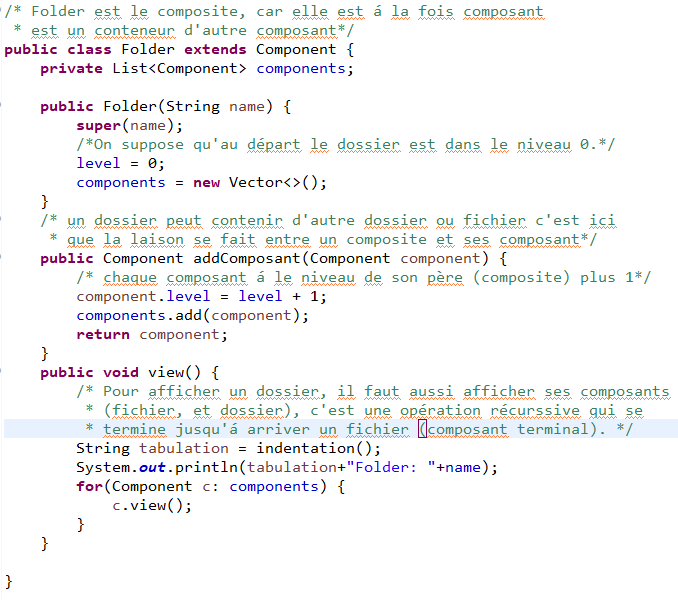 /* Folder est le composite, car elle est á la fois composant
 * est un conteneur d'autre composant*/
public class Folder extends Component {
    private List<Component> components;

    public Folder(String name) {
        super(name);
        /*On suppose qu'au départ le dossier est dans le niveau 0.*/
        level = 0;
        components = new Vector<>();
    }
    /* un dossier peut contenir d'autre dossier ou fichier c'est ici
     * que la laison se fait entre un composite et ses composant*/
    public Component addComposant(Component component) {
        /* chaque composant á le niveau de son père (composite) plus 1*/
        component.level = level + 1;
        components.add(component);
        return component;
    }
    public void view() {
        /* Pour afficher un dossier, il faut aussi afficher ses composants
         * (fichier, et dossier), c'est une opération récurssive qui se
         * termine jusqu'á arriver un fichier (composant terminal). */
        String tabulation = indentation();
        System.out.println(tabulation+"Folder: "+name);
        for(Component c: components) {
            c.view();
        }
    }

}